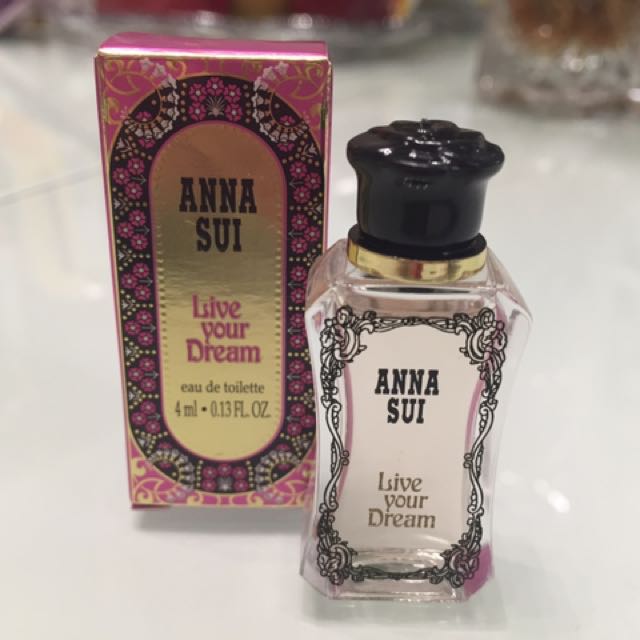 ANNA
SUI
Live
your
Dream
eau de toilette
4 ml • 0.13 FL. OZ.
ANNA
SUI
Live
your
Dream